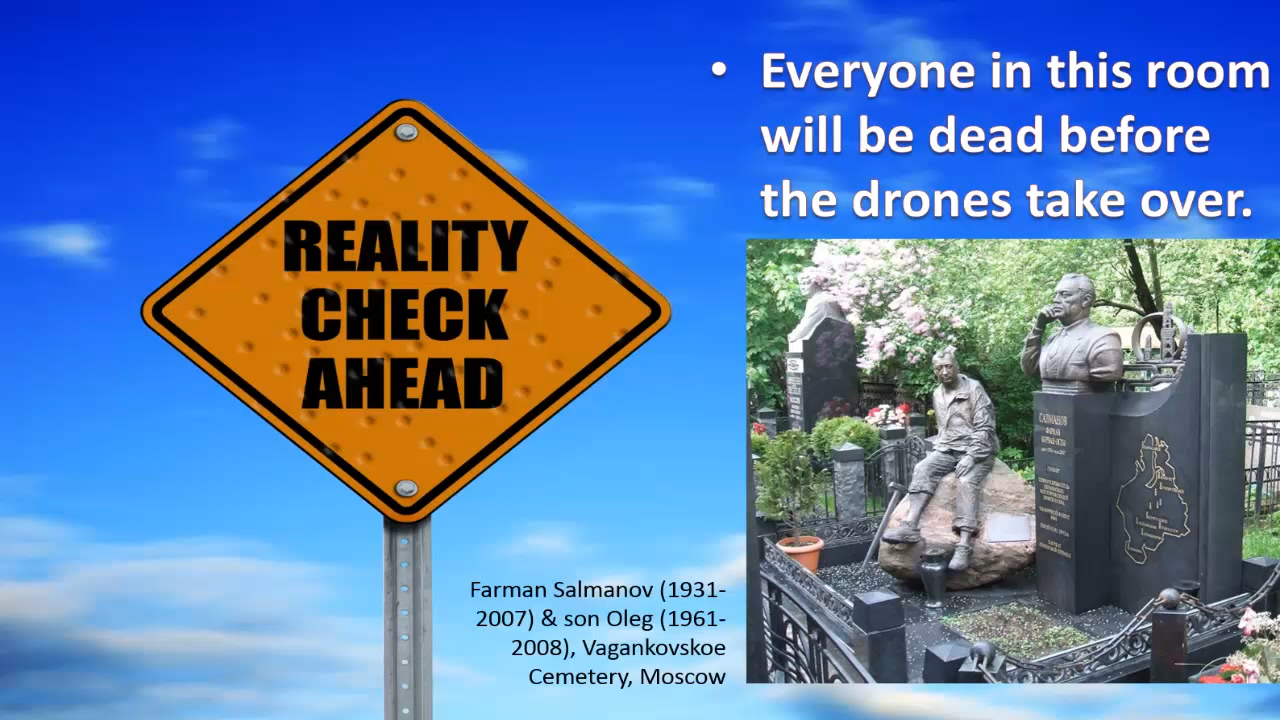 REALITY
CHECK
AHEAD
• Everyone in this room
will be dead before
the drones take over.
Farman Salmanov (1931-
2007) & son Oleg (1961-
2008), Vagankovskoe
Cemetery, Moscow
САЛМАНОВ
ФАРМАН